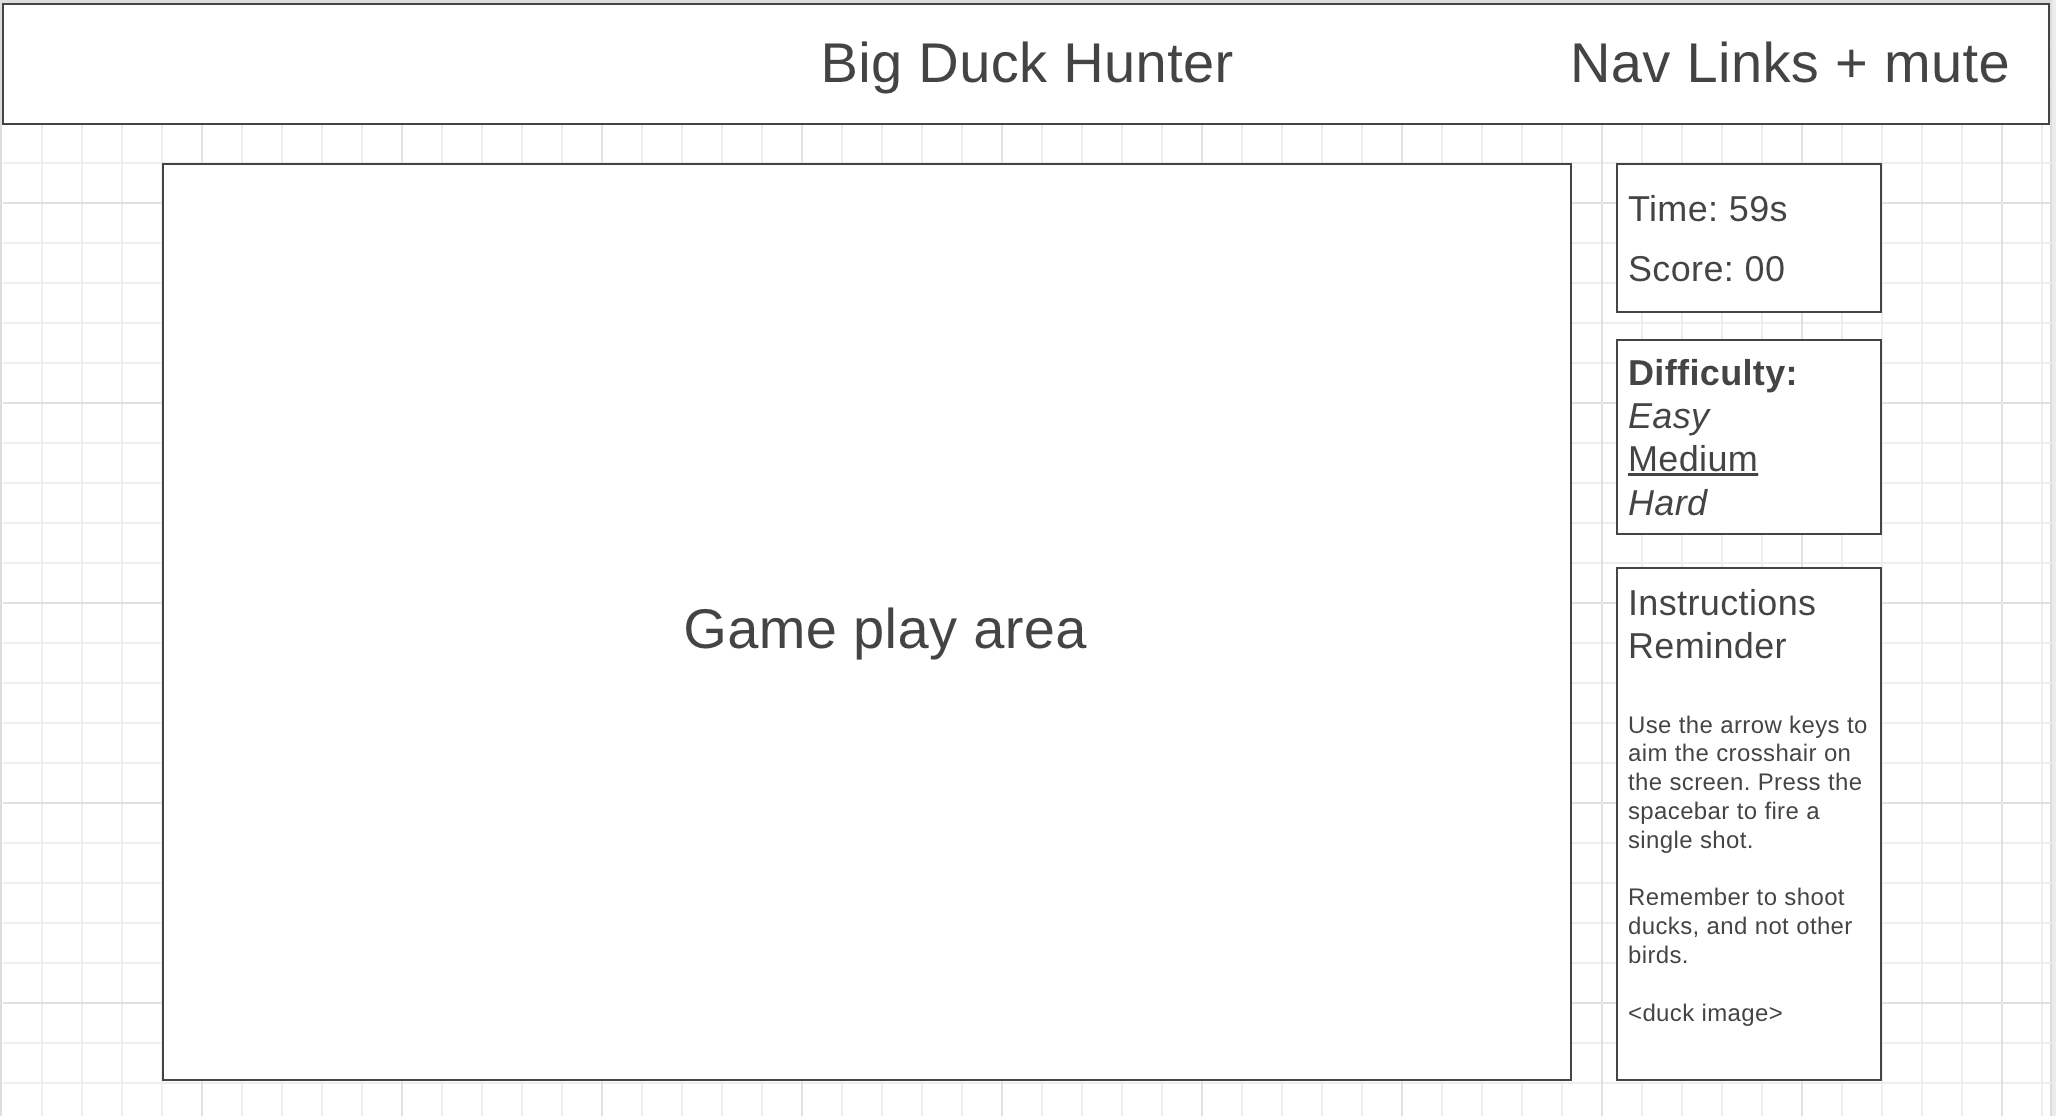 Big Duck Hunter
Nav Links + mute
Game play area
Time: 59s
Score: 00
Difficulty:
Easy
Medium
Hard
Instructions
Reminder
Use the arrow keys to
aim the crosshair on
the screen. Press the
spacebar to fire a
single shot.
Remember to shoot
ducks, and not other
birds.
<duck image>